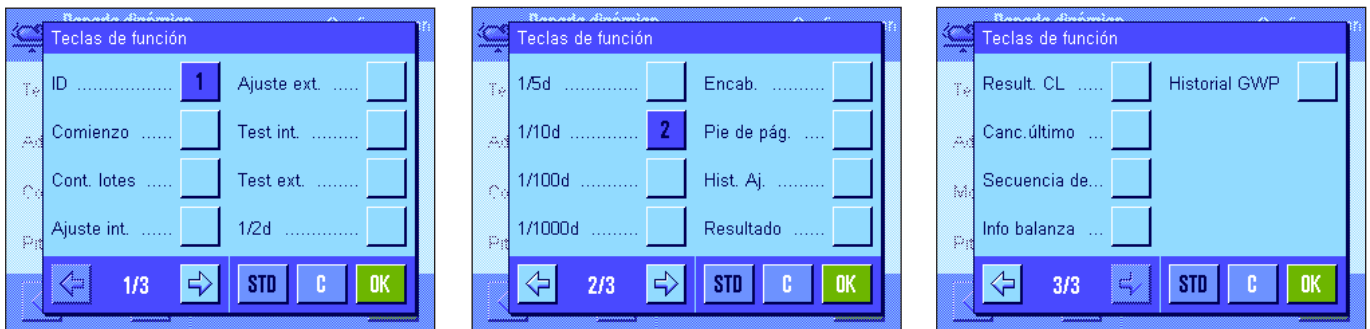 Teclas de función
ID .................. 1 Ajuste ext. .....
Comienzo ...... Test int. ..........
Cont. lotes ..... Test ext. ........
Ajuste int. ...... 1/2d ................
1/3 STD C OK
Teclas de función
1/5d ............. Encab. ...........
1/10d ........... 2 Pie de pág. ...
1/100d ......... Hist. Aj. .........
1/1000d ....... Resultado .....
2/3 STD C OK
Teclas de función
Result. CL ..... Historial GWP
Canc.último ...
Secuencia de...
Info balanza ...
3/3 STD C OK